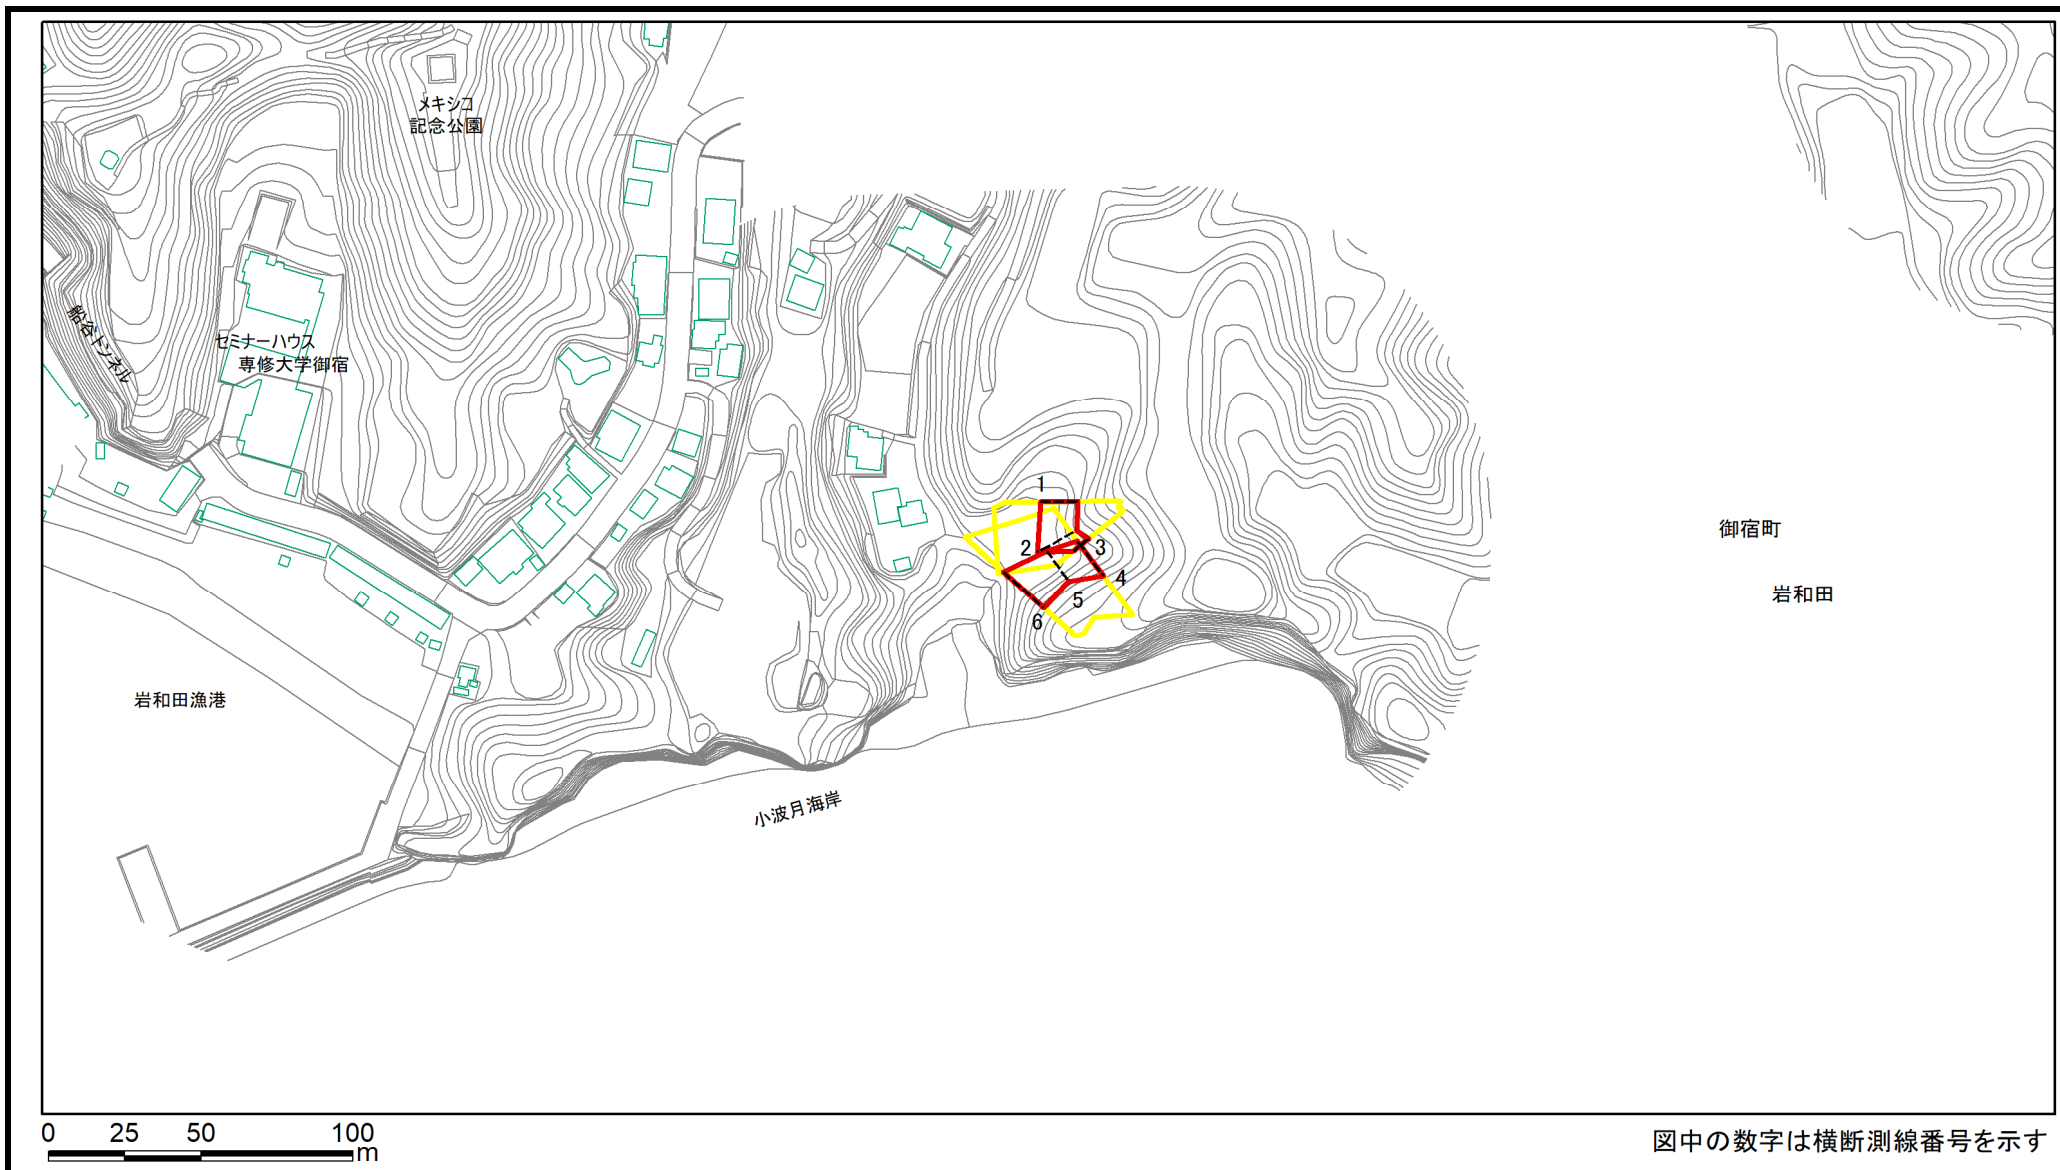 メキシコ
記念公園
船谷トンネル
セミナーハウス
専修大学御宿
1
2
3
4
5
6
御宿町
岩和田
岩和田漁港
小波月海岸
0 25 50 100
m
図中の数字は横断測線番号を示す